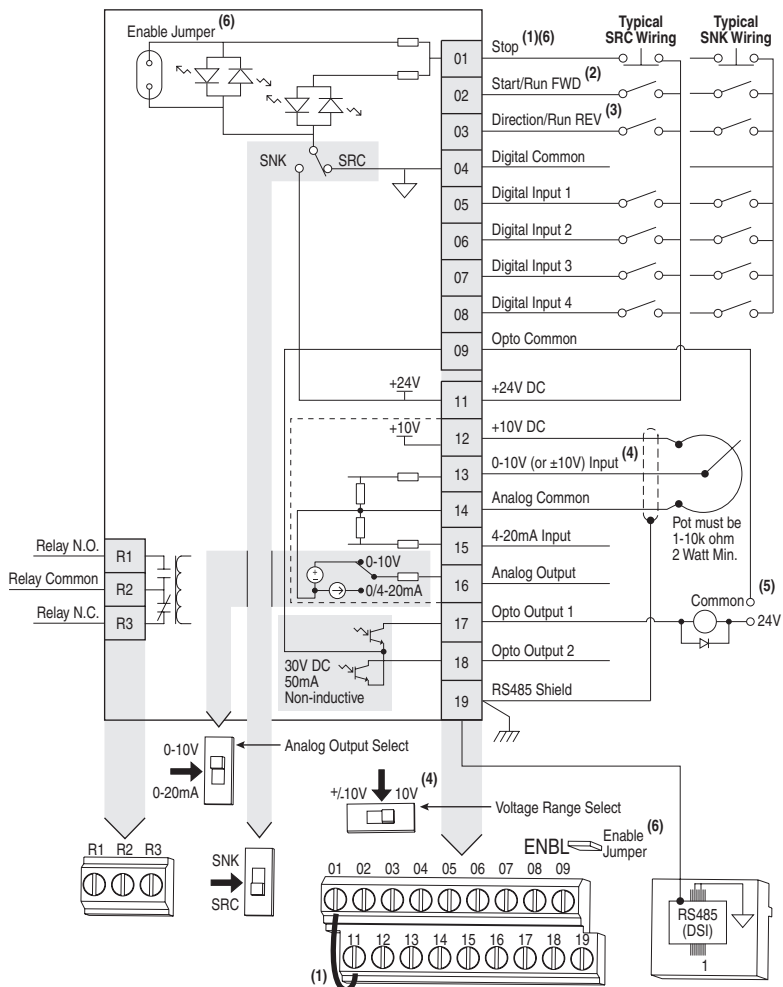 Enable Jumper (6)
Typical
SRC Wiring
Typical
SNK Wiring
01
Stop (1)(6)
02
Start/Run FWD (2)
03
Direction/Run REV (3)
SNK
SRC
04
Digital Common
05
Digital Input 1
06
Digital Input 2
07
Digital Input 3
08
Digital Input 4
09
Opto Common
+24V
11
+24V DC
+10V
12
+10V DC
13
0-10V (or ±10V) Input (4)
14
Analog Common
Pot must be
1-10k ohm
2 Watt Min.
15
4-20mA Input
Relay N.O.
R1
Relay Common
R2
Relay N.C.
R3
0-10V
0/4-20mA
16
Analog Output
Common
(5)
24V
17
Opto Output 1
18
Opto Output 2
30V DC
50mA
Non-inductive
19
RS485 Shield
0-10V
0-20mA
Analog Output Select
+/-10V
10V
(4)
Voltage Range Select
ENBL
Enable (6)
Jumper
R1 R2 R3
SNK
SRC
01 02 03 04 05 06 07 08 09
11 12 13 14 15 16 17 18 19
(1)
RS485
(DSI)
1